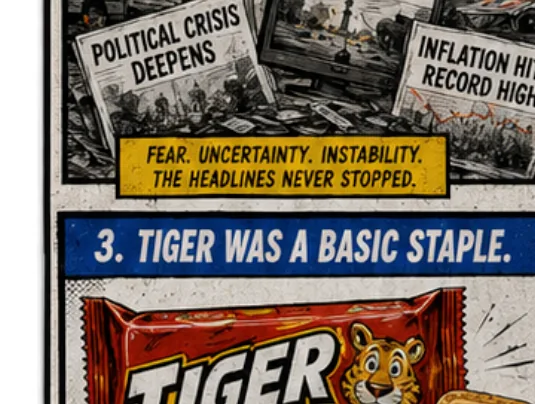 POLITICAL CRISIS
DEEPENS
INFLATION HI
RECORD HIGH
FEAR. UNCERTAINTY. INSTABILITY.
THE HEADLINES NEVER STOPPED.
3. TIGER WAS A BASIC STAPLE.
TIGER